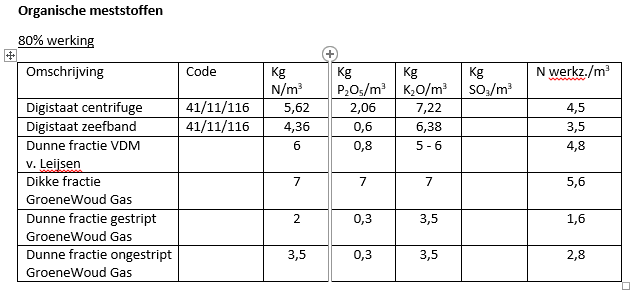 Organische meststoffen
80% werking
Omschrijving Code Kg N/m³ Kg P₂O₅/m³ Kg K₂O/m³ Kg SO₃/m³ N werkz./m³
Digistaat centrifuge 41/11/116 5,62 2,06 7,22 4,5
Digistaat zeefband 41/11/116 4,36 0,6 6,38 3,5
Dunne fractie VDM 6 0,8 5 - 6 4,8
v. Leijsen
Dikke fractie 7 7 7 5,6
GroeneWoud Gas
Dunne fractie gestript 2 0,3 3,5 1,6
GroeneWoud Gas
Dunne fractie ongestript 3,5 0,3 3,5 2,8
GroeneWoud Gas